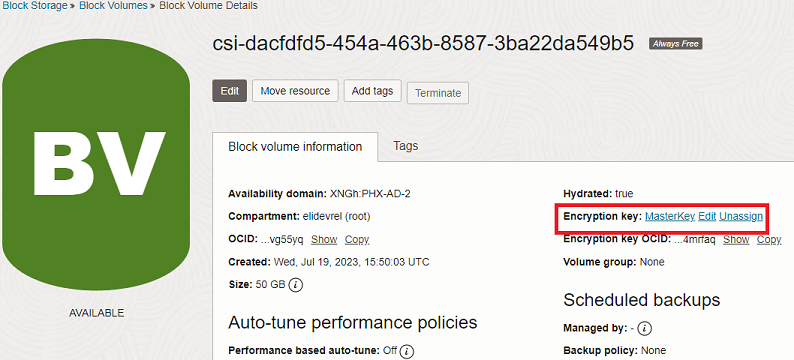 Block Storage » Block Volumes » Block Volume Details
BV
AVAILABLE
csi-dacfdfd5-454a-463b-8587-3ba22da549b5 Always Free
Edit Move resource Add tags Terminate
Block volume information Tags
Availability domain: XNGh:PHX-AD-2
Compartment: elidevrel (root)
OCID: ...vg55yq Show Copy
Created: Wed, Jul 19, 2023, 15:50:03 UTC
Size: 50 GB i
Auto-tune performance policies
Performance based auto-tune: Off i
Hydrated: true
Encryption key: MasterKey Edit Unassign
Encryption key OCID: ...4mrfaq Show Copy
Volume group: None
Scheduled backups
Managed by: - i
Backup policy: None